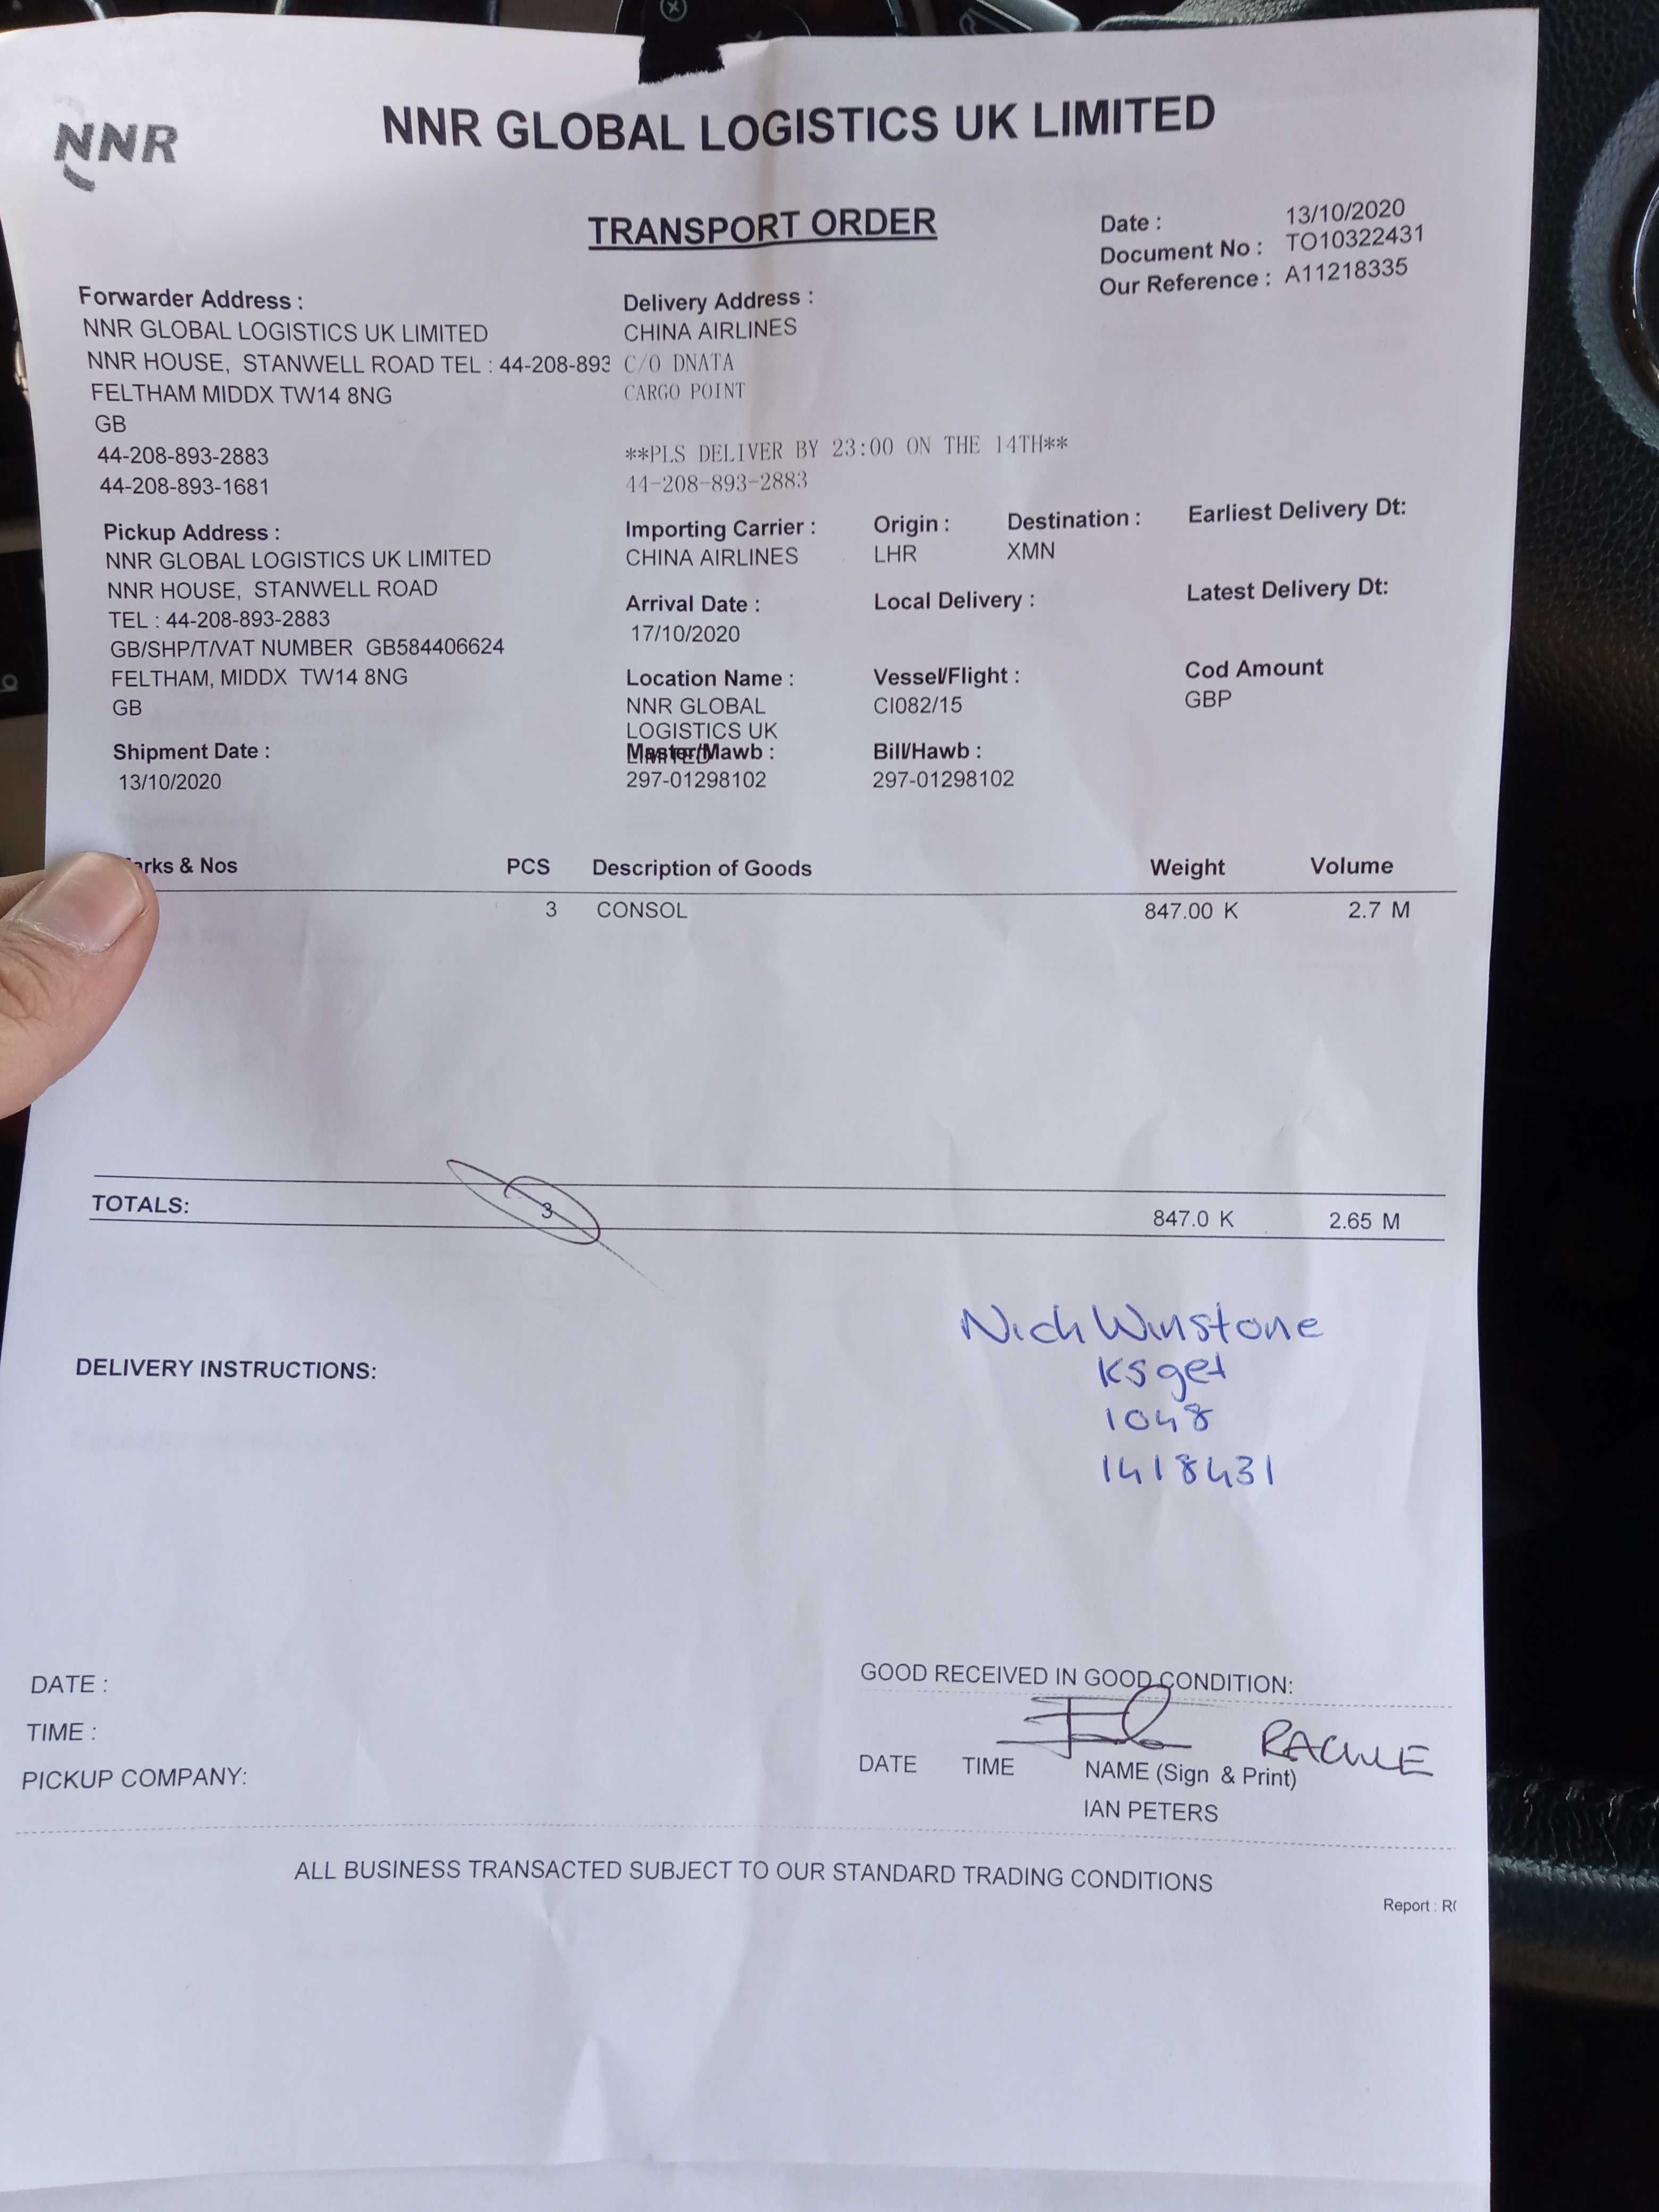 NNR
NNR GLOBAL LOGISTICS UK LIMITED
TRANSPORT ORDER
Date : 13/10/2020
Document No : TO10322431
Our Reference : A11218335
Forwarder Address :
NNR GLOBAL LOGISTICS UK LIMITED
NNR HOUSE, STANWELL ROAD TEL : 44-208-893
FELTHAM MIDDX TW14 8NG
GB
44-208-893-2883
44-208-893-1681
Delivery Address :
CHINA AIRLINES
C/O DNATA
CARGO POINT
**PLS DELIVER BY 23:00 ON THE 14TH**
44-208-893-2883
Pickup Address :
NNR GLOBAL LOGISTICS UK LIMITED
NNR HOUSE, STANWELL ROAD
TEL : 44-208-893-2883
GB/SHP/T/VAT NUMBER GB584406624
FELTHAM, MIDDX TW14 8NG
GB
Shipment Date :
13/10/2020
Importing Carrier : Origin : Destination : Earliest Delivery Dt:
CHINA AIRLINES LHR XMN
Arrival Date : Local Delivery : Latest Delivery Dt:
17/10/2020
Location Name : Vessel/Flight : Cod Amount
NNR GLOBAL CI082/15 GBP
LOGISTICS UK
LIMITED
Master/Mawb : Bill/Hawb :
297-01298102 297-01298102
arks & Nos PCS Description of Goods Weight Volume
3 CONSOL 847.00 K 2.7 M
TOTALS: 3 847.0 K 2.65 M
Nick Winstone
1048
1418431
DELIVERY INSTRUCTIONS:
DATE :
TIME :
PICKUP COMPANY:
GOOD RECEIVED IN GOOD CONDITION:
DATE TIME NAME (Sign & Print)
IAN PETERS
ALL BUSINESS TRANSACTED SUBJECT TO OUR STANDARD TRADING CONDITIONS
Report :